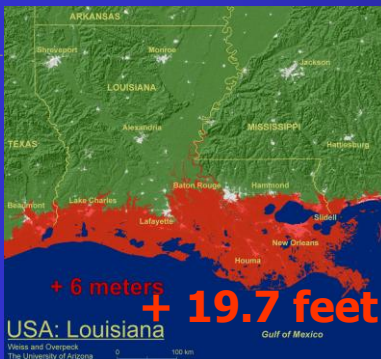 ARKANSAS
Shreveport
Monroe
Jackson
LOUISIANA
MISSISSIPPI
Alexandria
TEXAS
Hattiesburg
Baton Rouge
Hammond
Beaumont
Lake Charles
Lafayette
Slidell
New Orleans
Houma
+ 6 meters
+ 19.7 feet
USA: Louisiana
Gulf of Mexico
Weiss and Overpeck
The University of Arizona
0 100 km